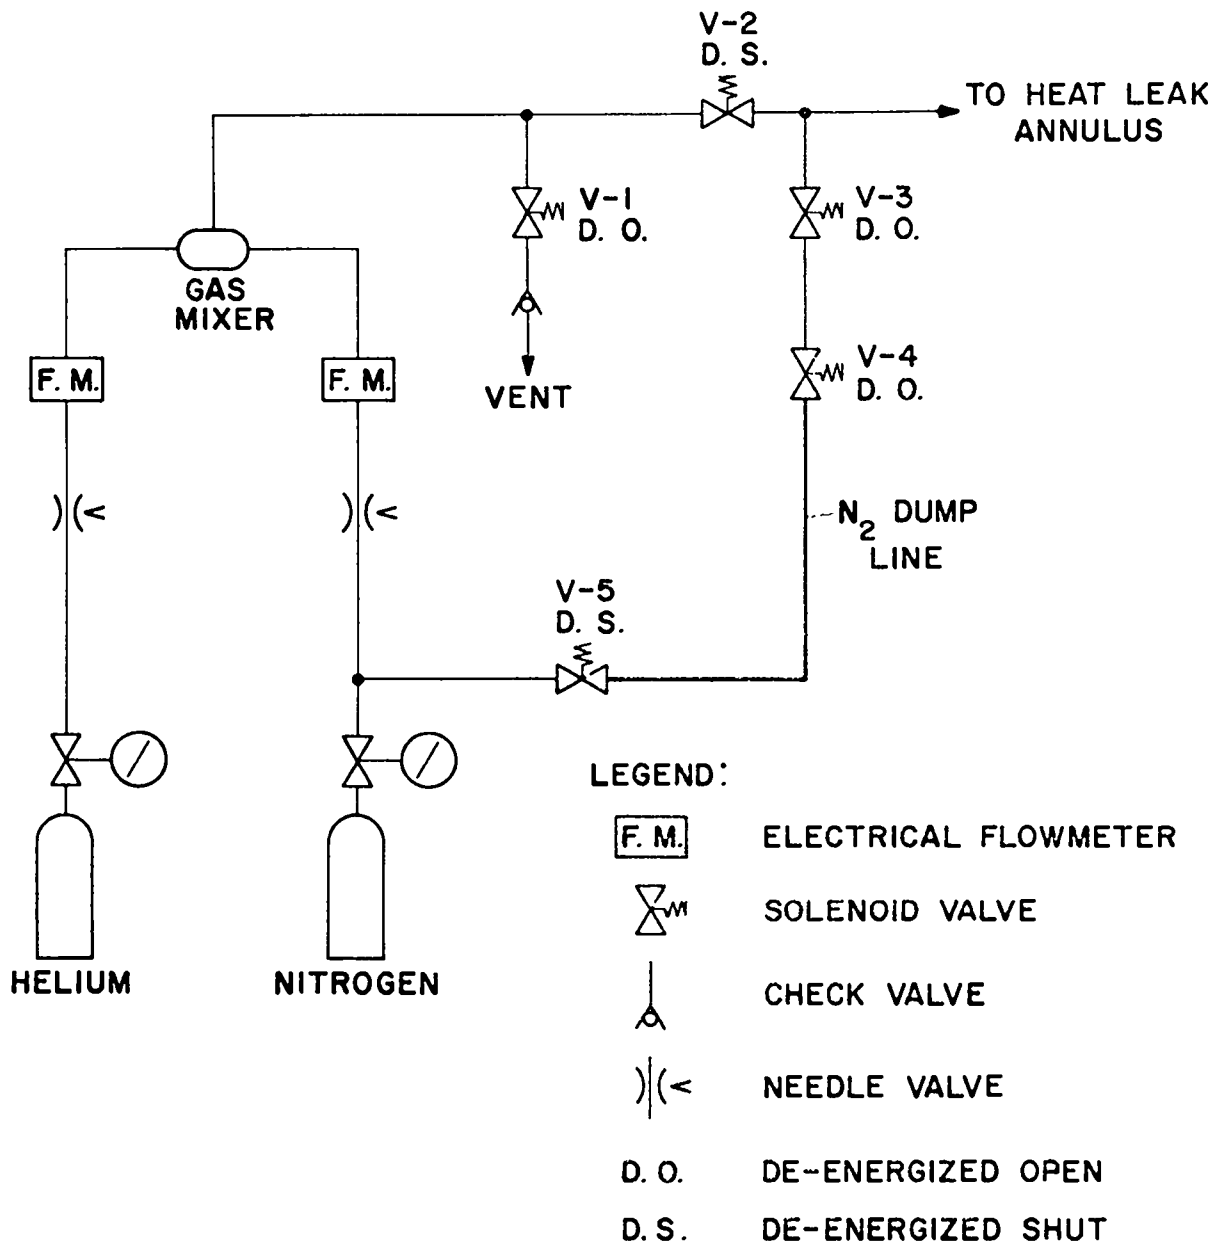 V-2
D. S.
TO HEAT LEAK
ANNULUS
V-1
D. O.
V-3
D. O.
GAS
MIXER
F. M.
F. M.
VENT
V-4
D. O.
N2 DUMP
LINE
V-5
D. S.
HELIUM
NITROGEN
LEGEND:
F. M. ELECTRICAL FLOWMETER
SOLENOID VALVE
CHECK VALVE
NEEDLE VALVE
D. O. DE-ENERGIZED OPEN
D. S. DE-ENERGIZED SHUT